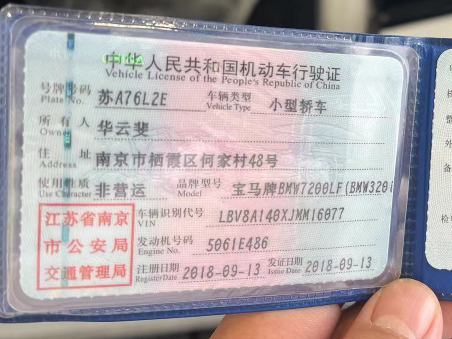 中华人民共和国机动车行驶证
Vehicle License of the People's Republic of China
号牌号码 苏A76L2E 车辆类型 小型轿车
Plate No. Vehicle Type
所有人 华云斐
Owner
住址 南京市栖霞区何家村48号
Address
使用性质 非营运 品牌型号 宝马牌BMW7200LF(BMW320i
Use Character Model
江苏省南京
市公安局
交通管理局
车辆识别代号 LBV8A140XJMM16077
VIN
发动机号码 5061E486
Engine No.
注册日期 2018-09-13 发证日期 2018-09-13
Register Date Issue Date